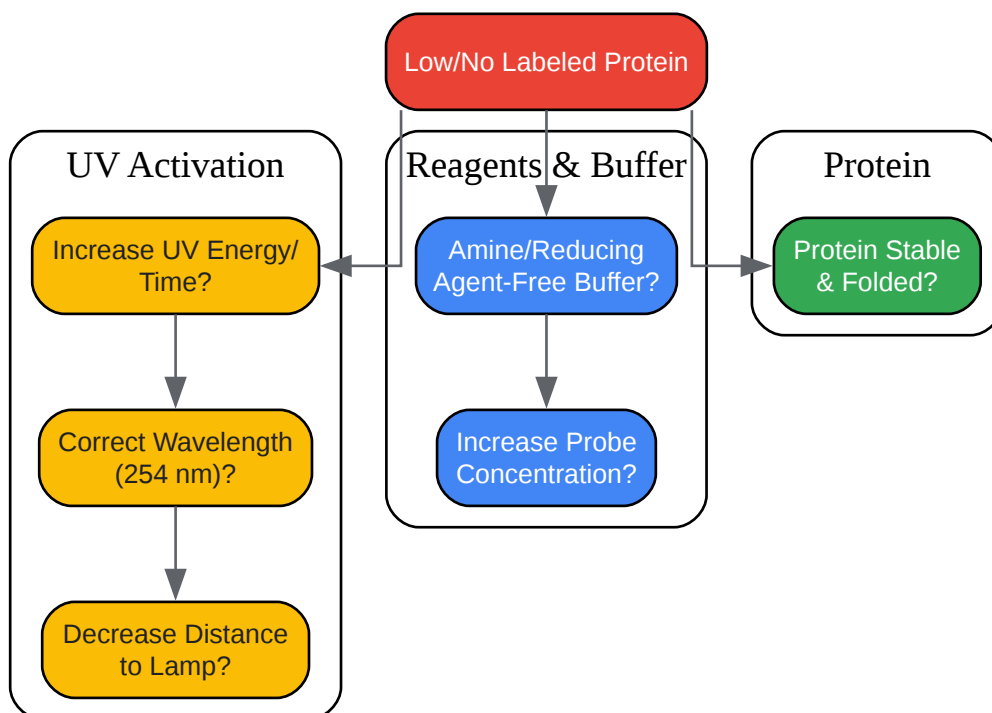 Low/No Labeled Protein
UV Activation
Increase UV Energy/
Time?
Correct Wavelength
(254 nm)?
Decrease Distance
to Lamp?
Reagents & Buffer
Amine/Reducing
Agent-Free Buffer?
Increase Probe
Concentration?
Protein
Protein Stable
& Folded?